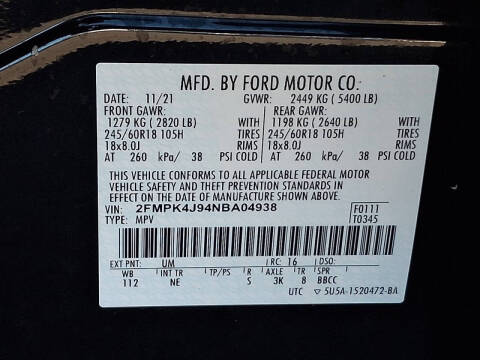 MFD. BY FORD MOTOR CO.
DATE: 11/21 GVWR: 2449 KG ( 5400 LB)
FRONT GAWR: REAR GAWR:
1279 KG ( 2820 LB) WITH 1198 KG ( 2640 LB) WITH
245/60R18 105H TIRES 245/60R18 105H TIRES
18x8.0J RIMS 18x8.0J RIMS
AT 260 kPa/ 38 PSI COLD AT 260 kPa/ 38 PSI COLD
THIS VEHICLE CONFORMS TO ALL APPLICABLE FEDERAL MOTOR
VEHICLE SAFETY AND THEFT PREVENTION STANDARDS IN
EFFECT ON THE DATE OF MANUFACTURE SHOWN ABOVE.
VIN: 2FMPK4J94NBA04938 F0111
TYPE: MPV T0345
EXT PNT: UM RC: 16
WB INT TR TP/PS R AXLE TR SPR
112 NE S 3K 8 BBCC
UTC ▽5U5A-1520472-BA